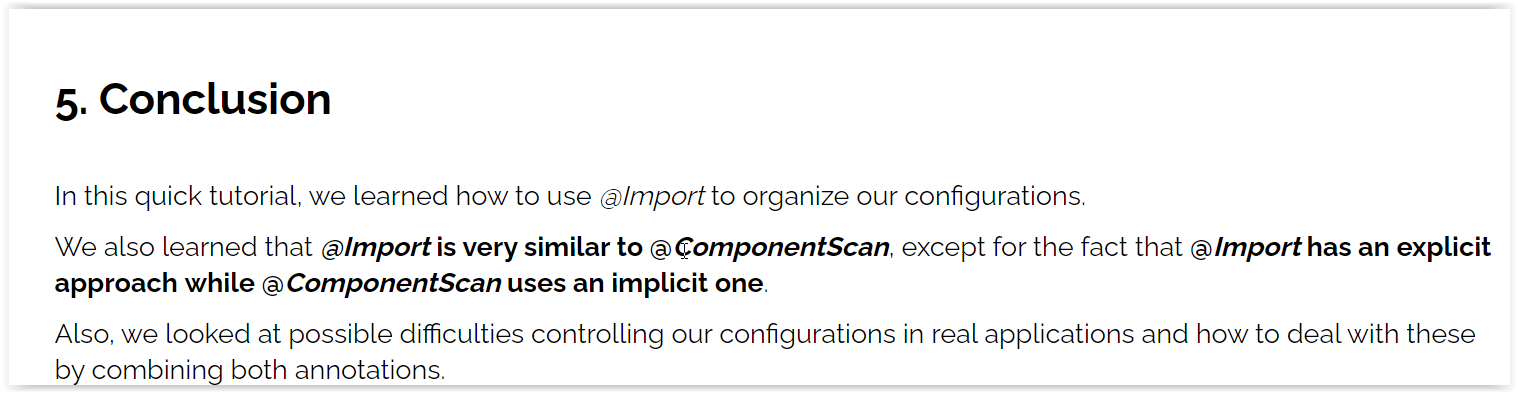 5. Conclusion
In this quick tutorial, we learned how to use @Import to organize our configurations.
We also learned that @Import is very similar to @ComponentScan, except for the fact that @Import has an explicit
approach while @ComponentScan uses an implicit one.
Also, we looked at possible difficulties controlling our configurations in real applications and how to deal with these
by combining both annotations.